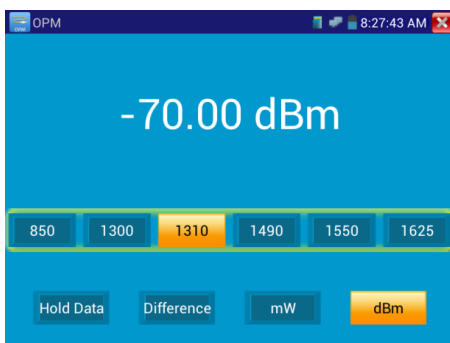 OPM 8:27:43 AM
OPM
-70.00 dBm
850 1300 1310 1490 1550 1625
Hold Data Difference mW dBm